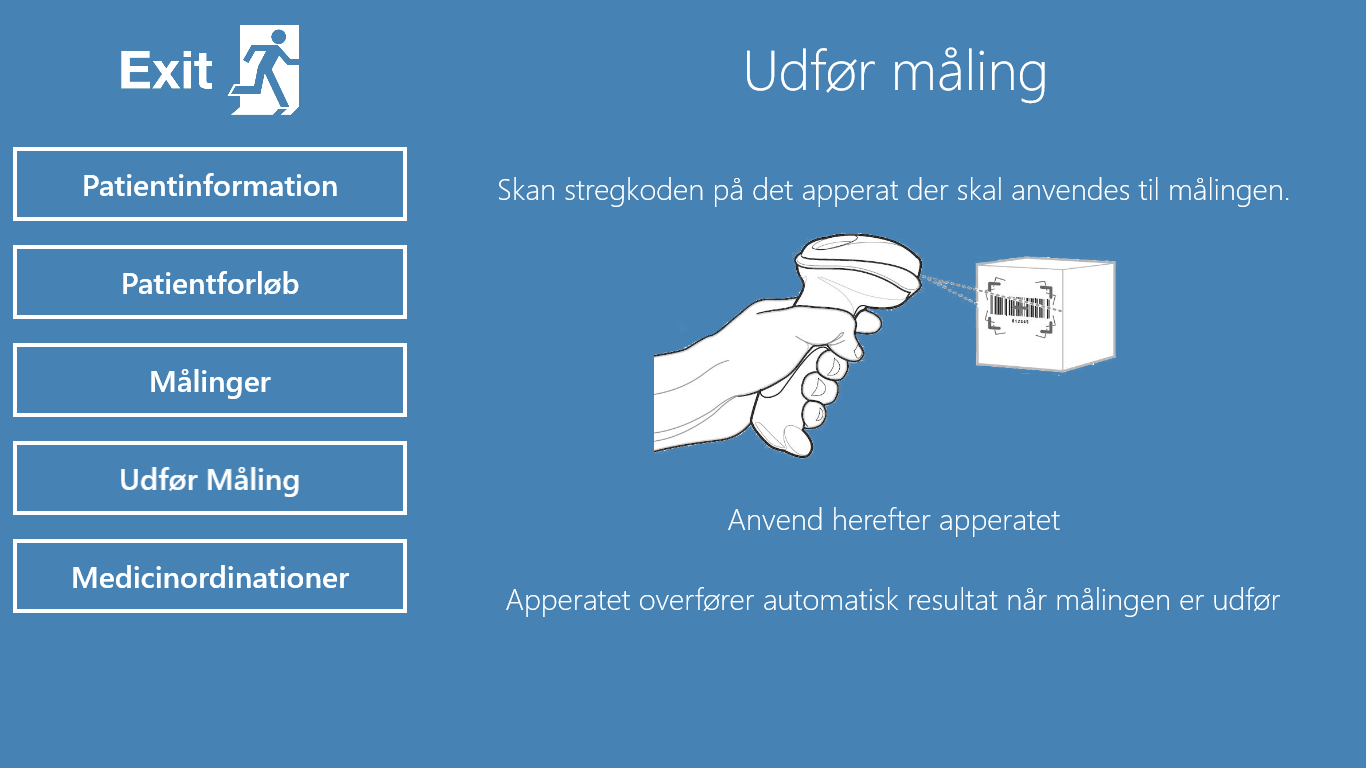 Exit
Patientinformation
Patientforløb
Målinger
Udfør Måling
Medicinordinationer
Udfør måling
Skan stregkoden på det apperat der skal anvendes til målingen.
Anvend herefter apperatet
Apperatet overfører automatisk resultat når målingen er udfør